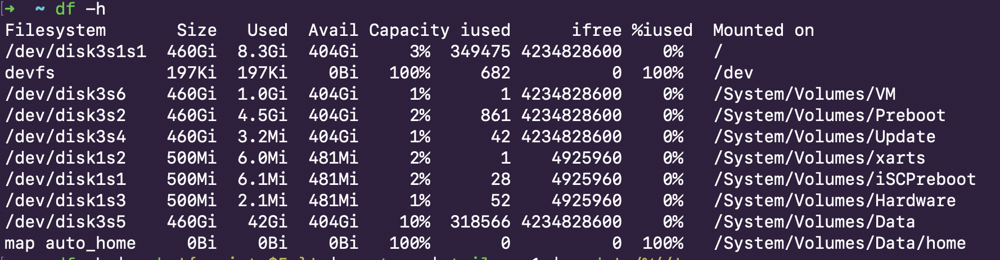 [➜  ~ df -h
Filesystem       Size   Used  Avail Capacity iused      ifree %iused  Mounted on
/dev/disk3s1s1  460Gi  8.3Gi  404Gi     3%  349475 4234828600    0%   /
devfs           197Ki  197Ki    0Bi   100%     682          0  100%   /dev
/dev/disk3s6    460Gi  1.0Gi  404Gi     1%       1 4234828600    0%   /System/Volumes/VM
/dev/disk3s2    460Gi  4.5Gi  404Gi     2%     861 4234828600    0%   /System/Volumes/Preboot
/dev/disk3s4    460Gi  3.2Mi  404Gi     1%      42 4234828600    0%   /System/Volumes/Update
/dev/disk1s2    500Mi  6.0Mi  481Mi     2%       1    4925960    0%   /System/Volumes/xarts
/dev/disk1s1    500Mi  6.1Mi  481Mi     2%      28    4925960    0%   /System/Volumes/iSCPreboot
/dev/disk1s3    500Mi  2.1Mi  481Mi     1%      52    4925960    0%   /System/Volumes/Hardware
/dev/disk3s5    460Gi   42Gi  404Gi    10%  318566 4234828600    0%   /System/Volumes/Data
map auto_home     0Bi    0Bi    0Bi   100%       0          0  100%   /System/Volumes/Data/home